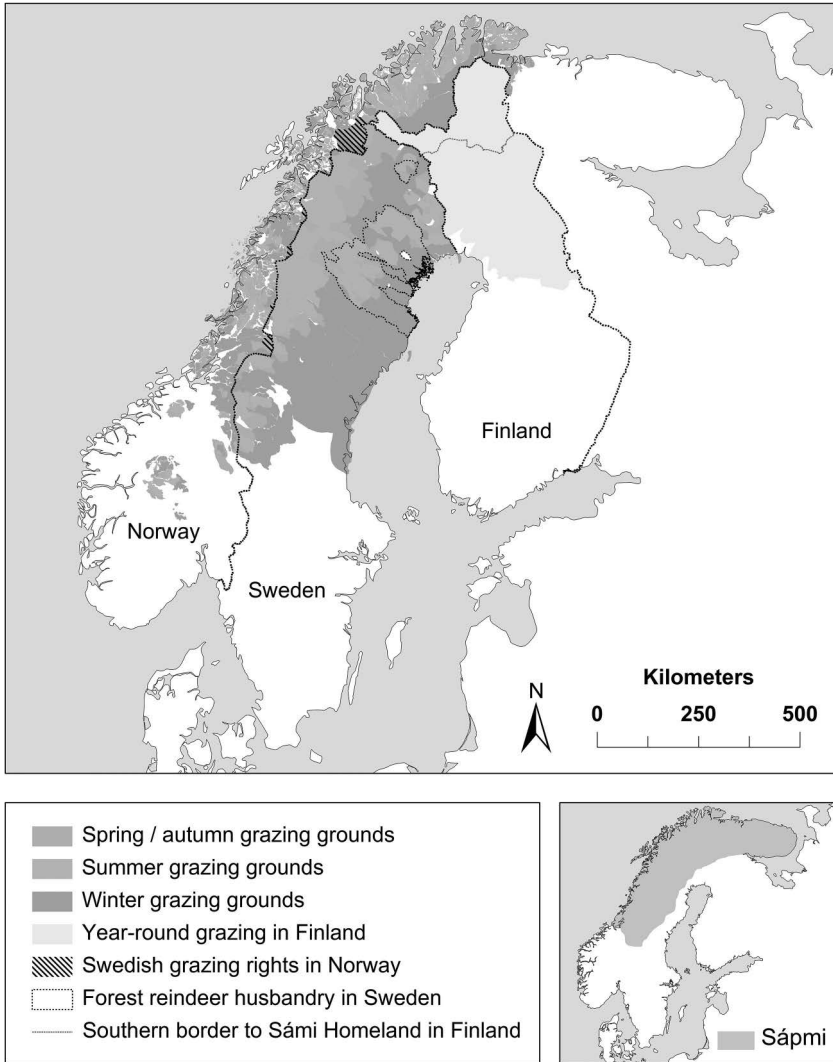 Finland
Norway
Sweden
Kilometers
N
0 250 500
Spring / autumn grazing grounds
Summer grazing grounds
Winter grazing grounds
Year-round grazing in Finland
Swedish grazing rights in Norway
Forest reindeer husbandry in Sweden
Southern border to Sámi Homeland in Finland
Sápmi